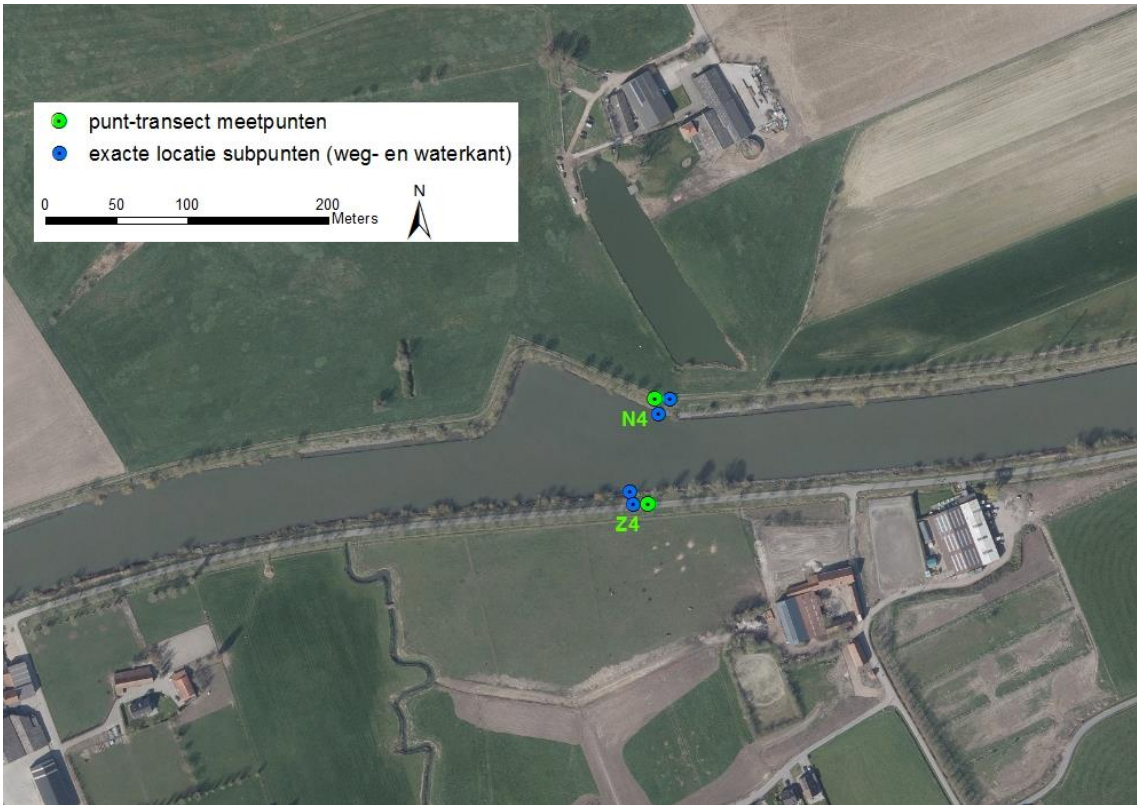 punt-transect meetpunten
exacte locatie subpunten (weg- en waterkant)
N
0 50 100 200
Meters
N4
Z4